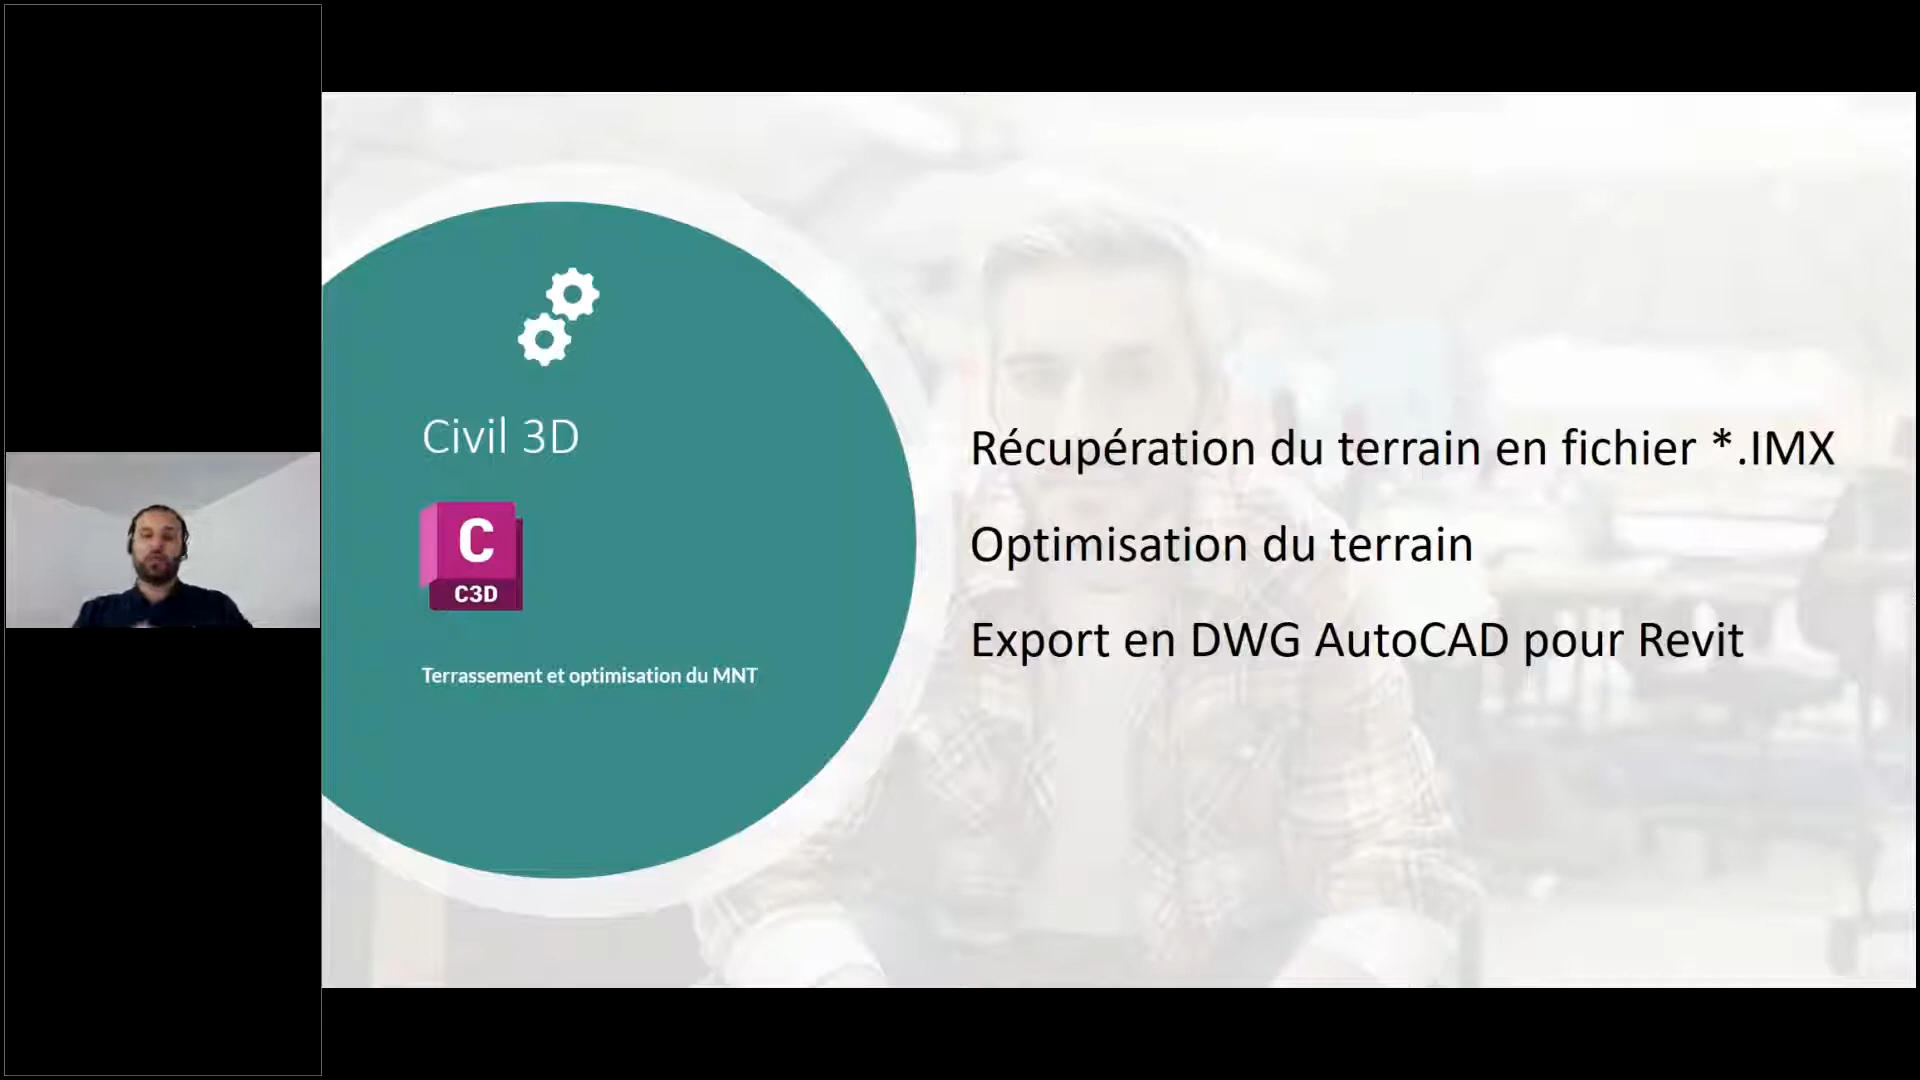 Civil 3D
C
C3D
Terrassement et optimisation du MNT
Récupération du terrain en fichier *.IMX
Optimisation du terrain
Export en DWG AutoCAD pour Revit